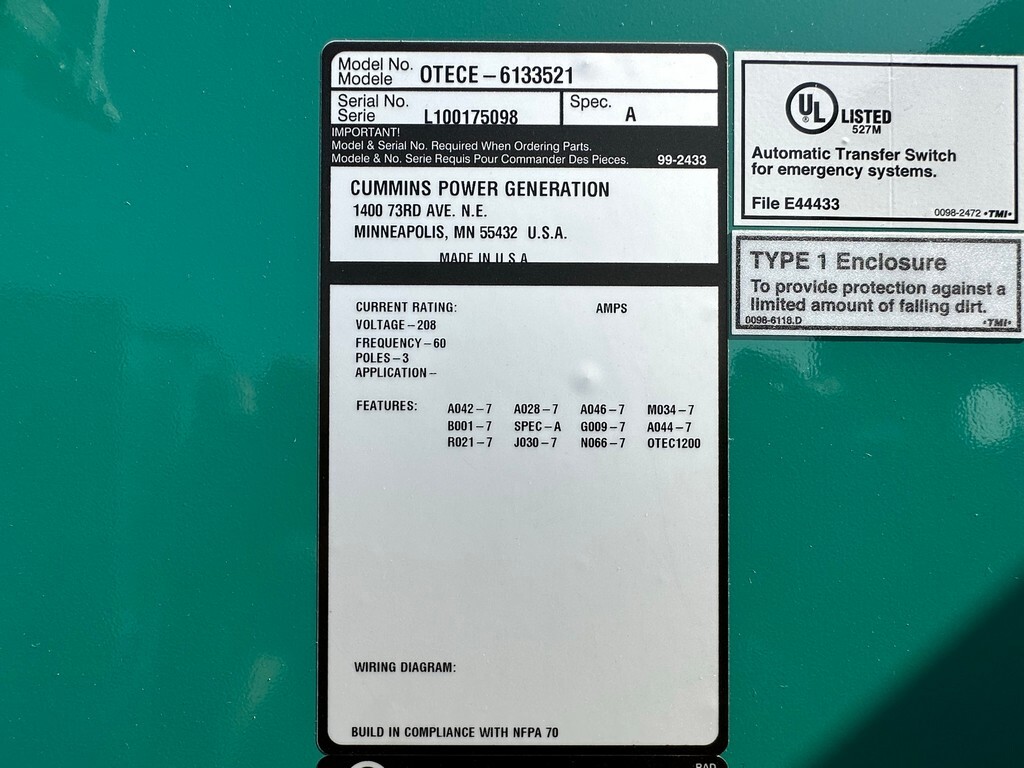 Model No. OTECE-6133521
Modele
Serial No. L100175098 Spec. A
Serie
IMPORTANT!
Model & Serial No. Required When Ordering Parts.
Modele & No. Serie Requis Pour Commander Des Pieces. 99-2433
CUMMINS POWER GENERATION
1400 73RD AVE. N.E.
MINNEAPOLIS, MN 55432 U.S.A.
MADE IN U S A
CURRENT RATING: AMPS
VOLTAGE-208
FREQUENCY-60
POLES-3
APPLICATION-
FEATURES: A042-7 A028-7 A046-7 M034-7
B001-7 SPEC-A G009-7 A044-7
R021-7 J030-7 N066-7 OTEC1200
WIRING DIAGRAM:
BUILD IN COMPLIANCE WITH NFPA 70
UL ® LISTED
527M
Automatic Transfer Switch
for emergency systems.
File E44433
0098-2472 •TMI•
TYPE 1 Enclosure
To provide protection against a
limited amount of falling dirt.
0098-6118.D •TMI•